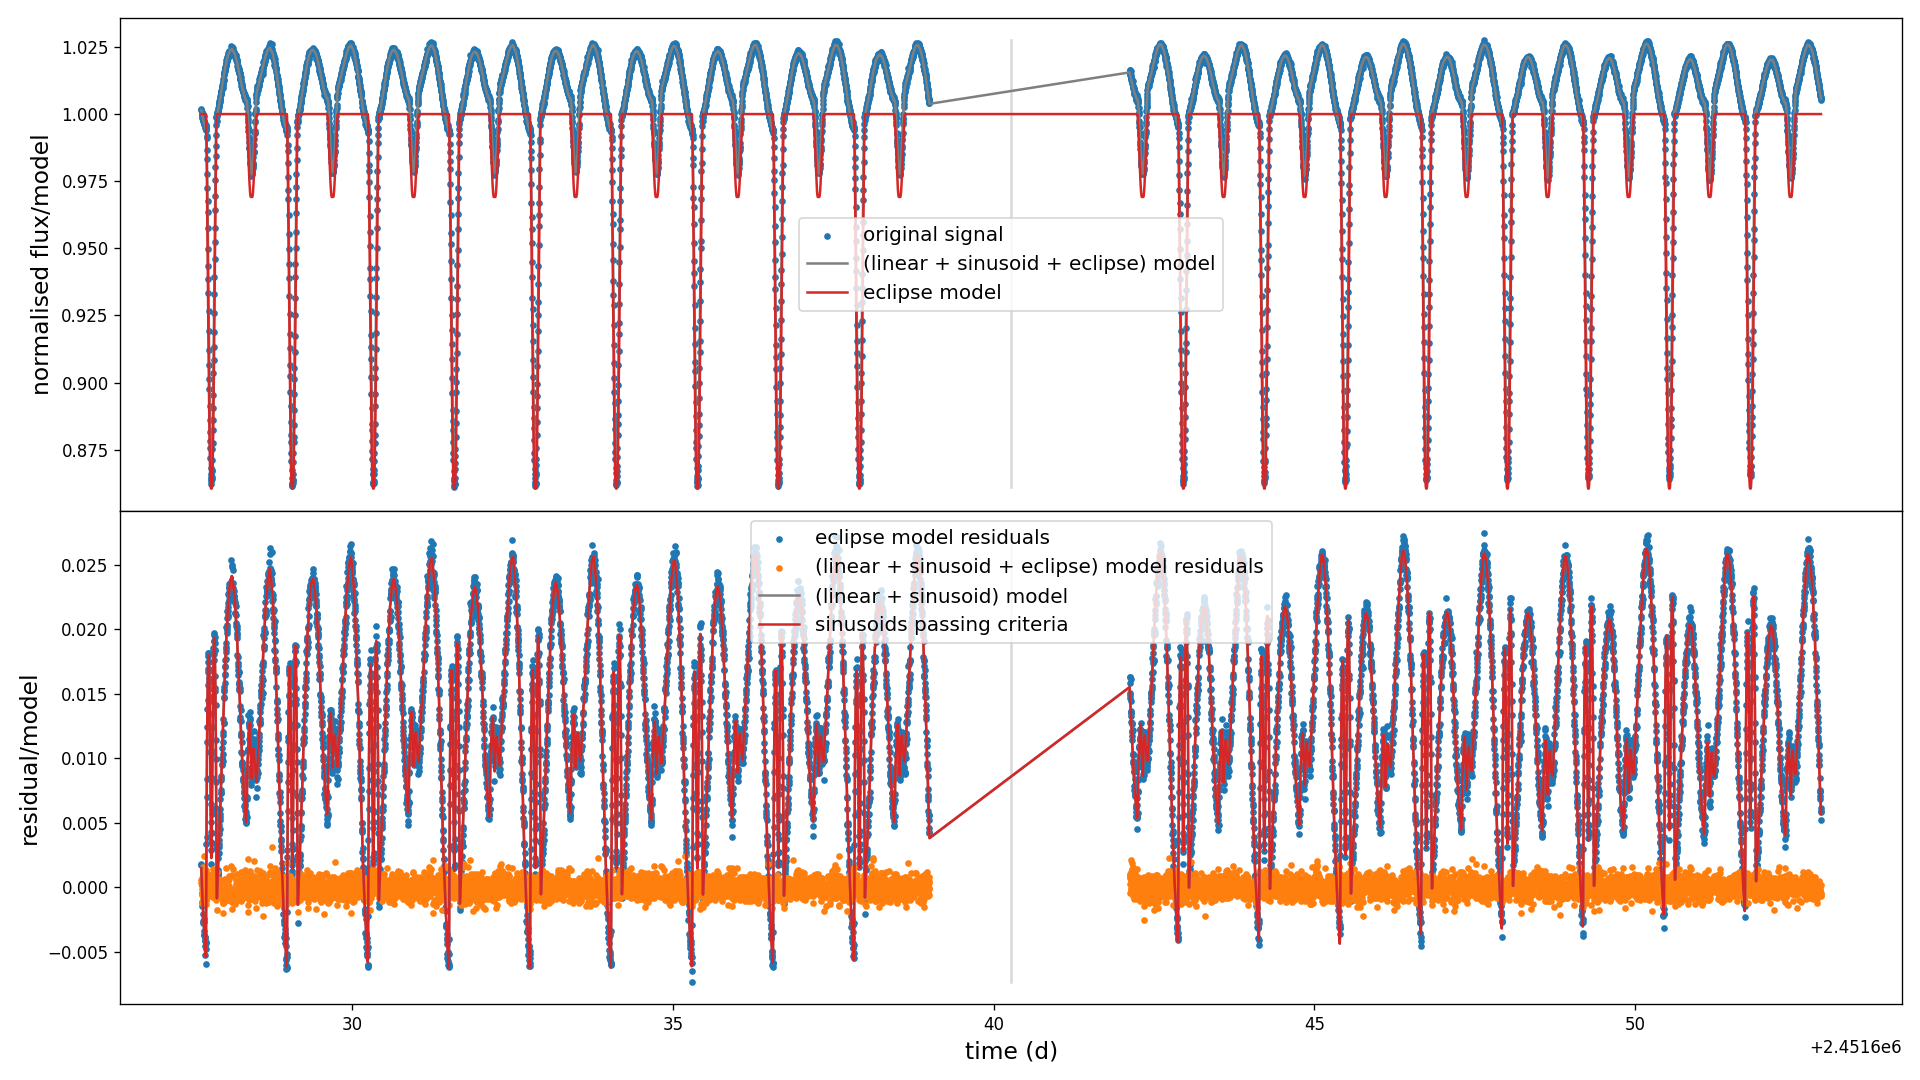 1.025
1.000
0.975
0.950
0.925
0.900
0.875
normalised flux/model
original signal
(linear + sinusoid + eclipse) model
eclipse model
0.025
0.020
0.015
0.010
0.005
0.000
−0.005
residual/model
eclipse model residuals
(linear + sinusoid + eclipse) model residuals
(linear + sinusoid) model
sinusoids passing criteria
30
35
40
45
50
time (d)
+2.4516e6